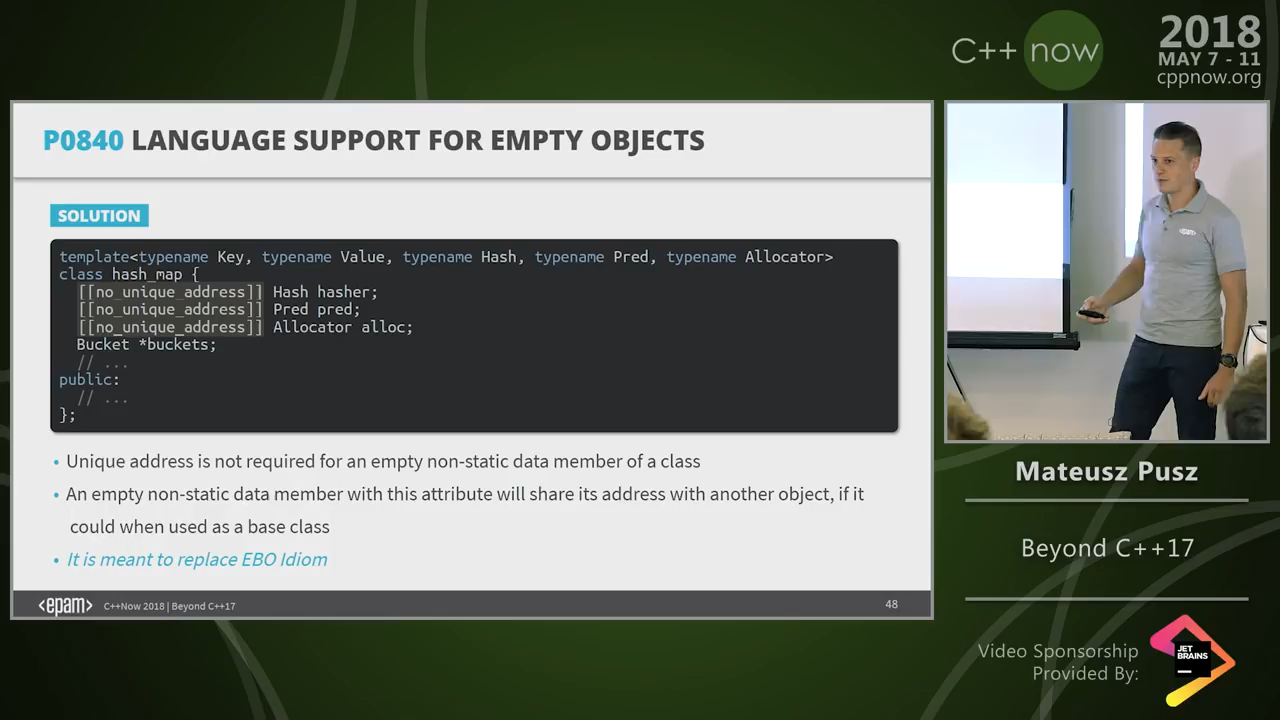 C++ now
2018
MAY 7 - 11
cppnow.org
P0840 LANGUAGE SUPPORT FOR EMPTY OBJECTS
SOLUTION
template<typename Key, typename Value, typename Hash, typename Pred, typename Allocator>
class hash_map {
[[no_unique_address]] Hash hasher;
[[no_unique_address]] Pred pred;
[[no_unique_address]] Allocator alloc;
Bucket *buckets;
// ...
public:
// ...
};
• Unique address is not required for an empty non-static data member of a class
• An empty non-static data member with this attribute will share its address with another object, if it
could when used as a base class
• It is meant to replace EBO Idiom
<epam> C++Now 2018 | Beyond C++17
48
Mateusz Pusz
Beyond C++17
Video Sponsorship
Provided By:
JET
BRAINS